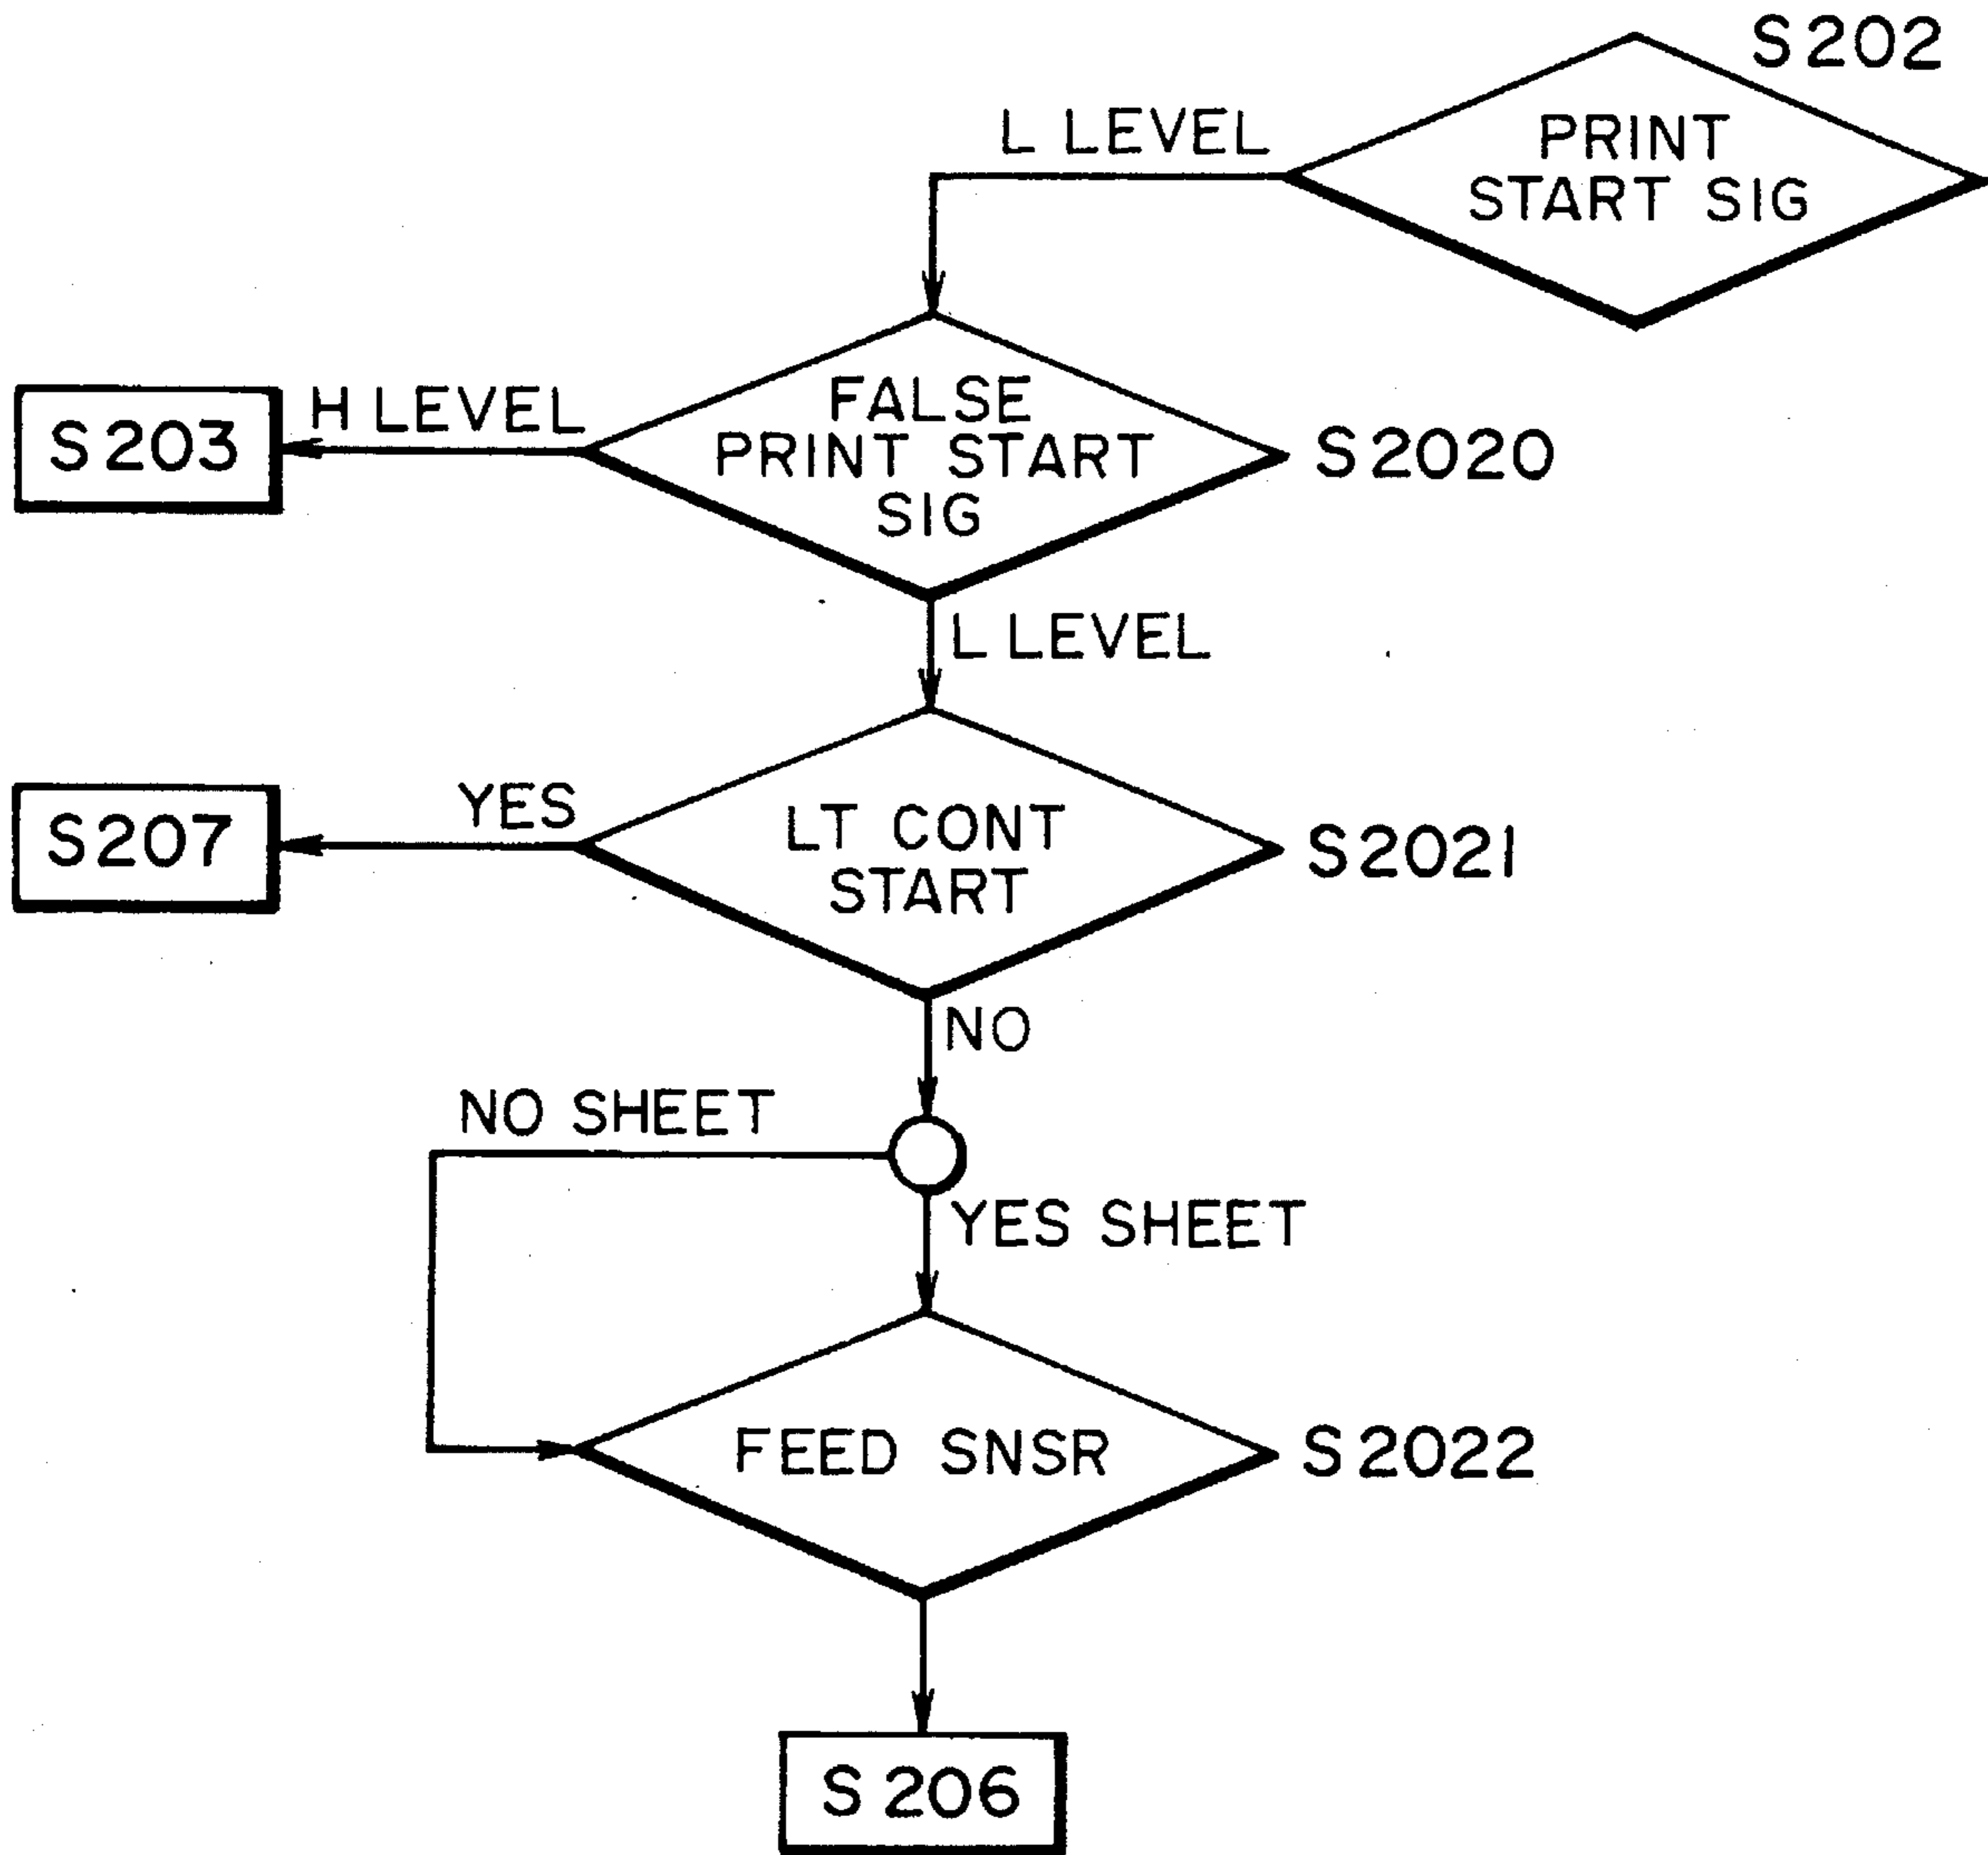 S202
PRINT
START SIG
L LEVEL
FALSE
PRINT START
SIG
S2020
H LEVEL
S203
L LEVEL
LT CONT
START
S2021
YES
S207
NO
NO SHEET
YES SHEET
FEED SNSR
S2022
S206